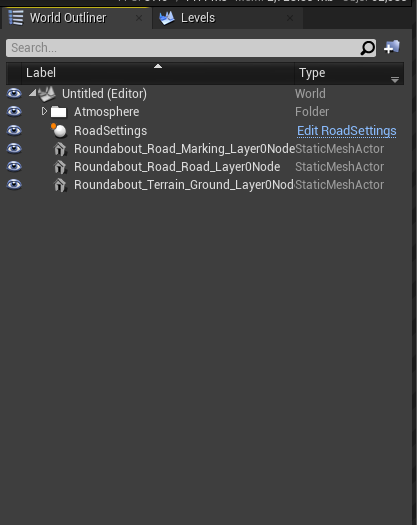 World Outliner × Levels ×
Search...
Label Type
Untitled (Editor) World
Atmosphere Folder
RoadSettings Edit RoadSettings
Roundabout_Road_Marking_Layer0Node StaticMeshActor
Roundabout_Road_Road_Layer0Node StaticMeshActor
Roundabout_Terrain_Ground_Layer0Nod StaticMeshActor